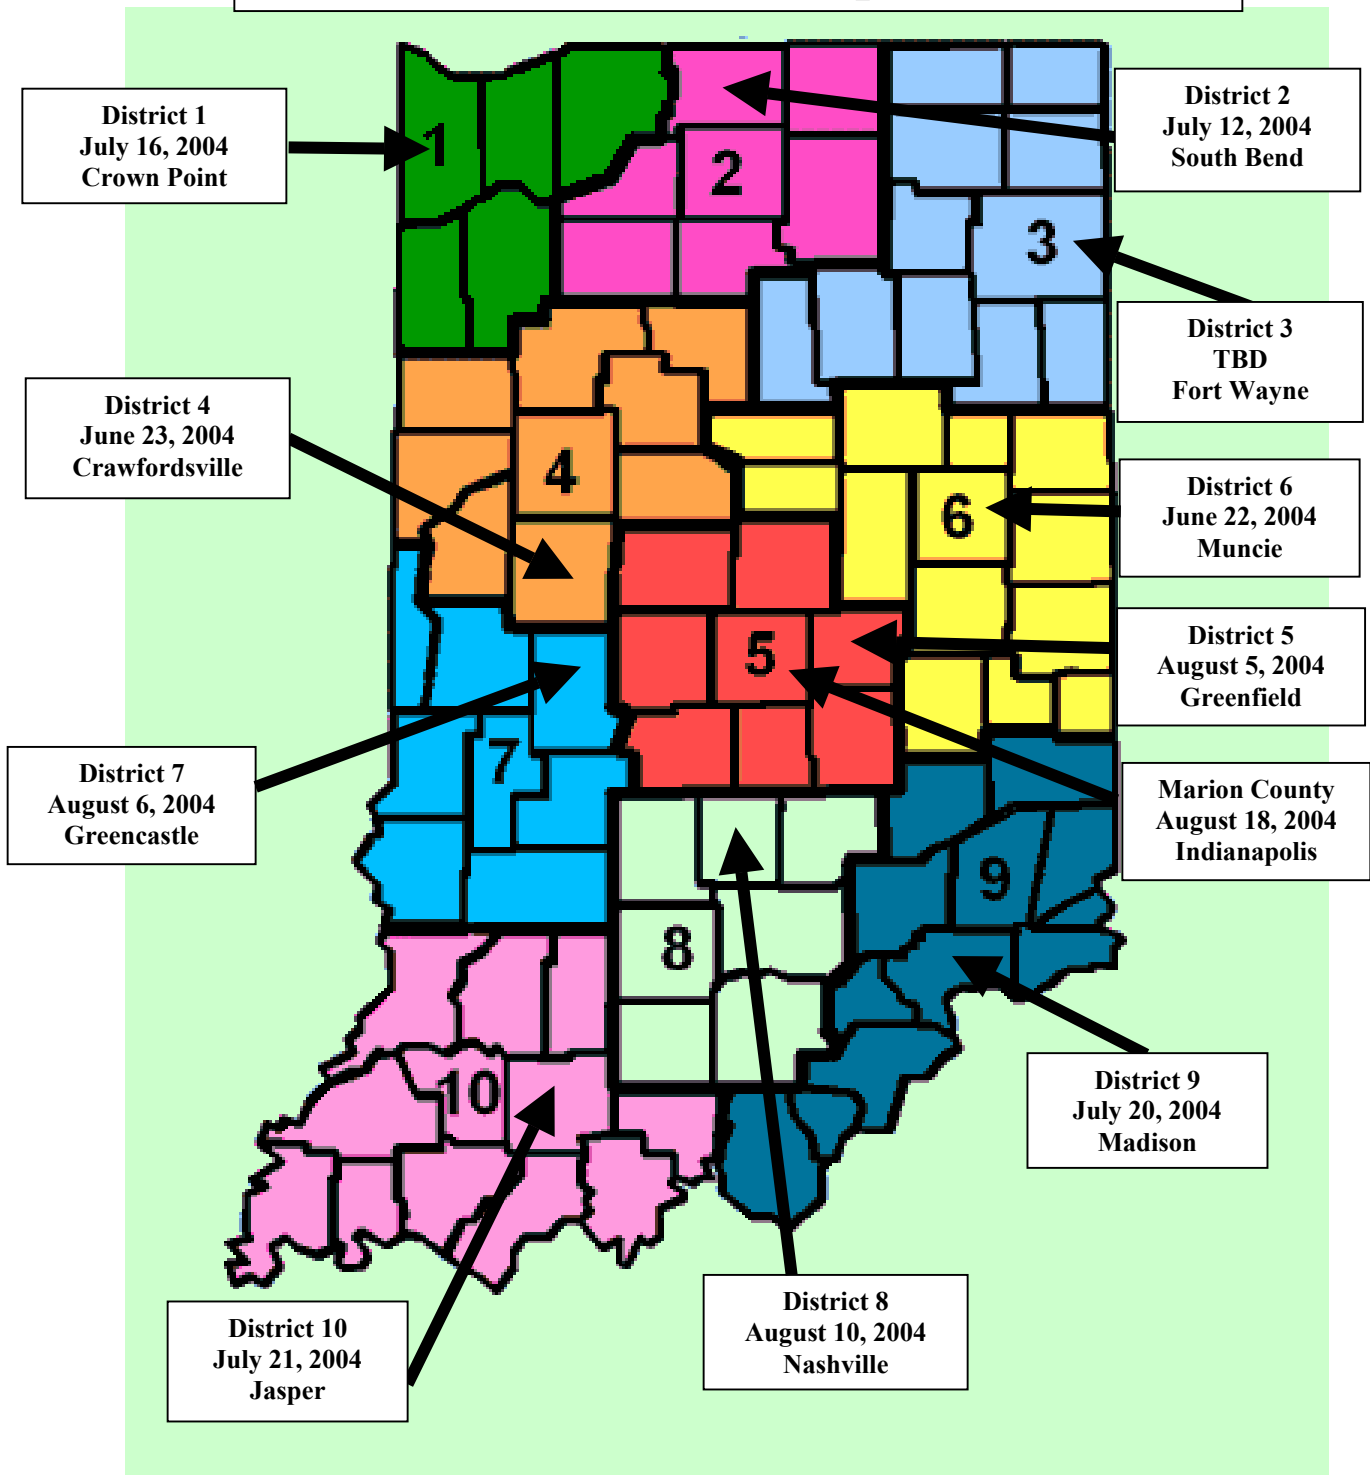 District 1
July 16, 2004
Crown Point
District 2
July 12, 2004
South Bend
1
2
3
District 3
TBD
Fort Wayne
District 4
June 23, 2004
Crawfordsville
4
6
District 6
June 22, 2004
Muncie
5
District 5
August 5, 2004
Greenfield
7
District 7
August 6, 2004
Greencastle
Marion County
August 18, 2004
Indianapolis
9
8
10
District 9
July 20, 2004
Madison
District 8
August 10, 2004
Nashville
District 10
July 21, 2004
Jasper